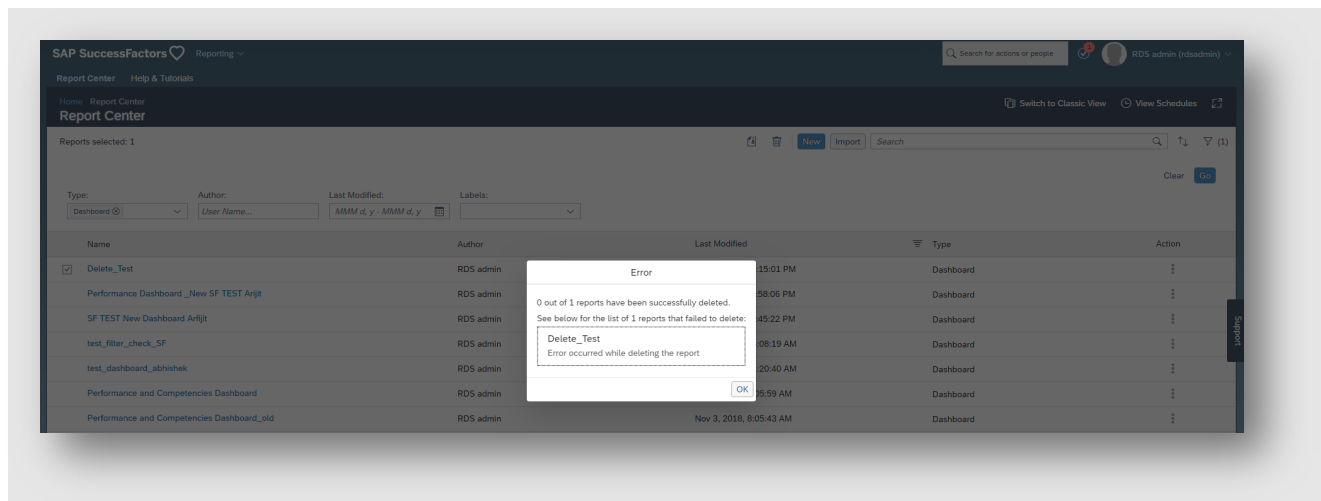 SAP SuccessFactors Reporting Search for actions or people RDS admin (rdsadmin)
Report Center Help & Tutorials
Home Report Center Switch to Classic View View Schedules
Report Center
Reports selected: 1 New Import Search (1)
Clear Go
Type: Author: Last Modified: Labels:
Dashboard User Name... MMM d, y - MMM d, y
Name Author Last Modified Type Action
Delete_Test RDS admin :15:01 PM Dashboard
Performance Dashboard _New SF TEST Arijit RDS admin :58:06 PM Dashboard
SF TEST New Dashboard Arfijit RDS admin :45:22 PM Dashboard
test_filter_check_SF RDS admin :08:19 AM Dashboard
test_dashboard_abhishek RDS admin :20:40 AM Dashboard
Performance and Competencies Dashboard RDS admin 05:59 AM Dashboard
Performance and Competencies Dashboard_old RDS admin Nov 3, 2018, 8:05:43 AM Dashboard
Error
0 out of 1 reports have been successfully deleted.
See below for the list of 1 reports that failed to delete:
Delete_Test
Error occurred while deleting the report
OK
Support